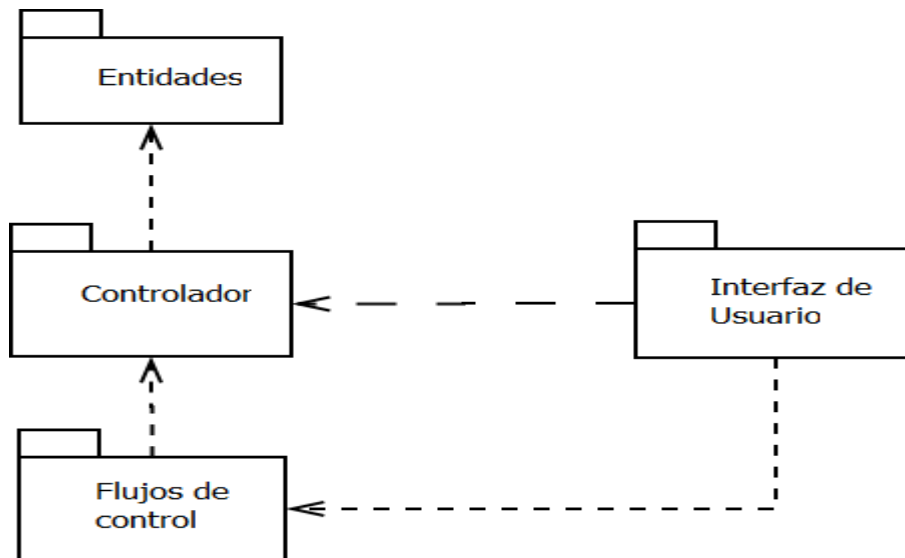 Entidades
Controlador
Interfaz de
Usuario
Flujos de
control